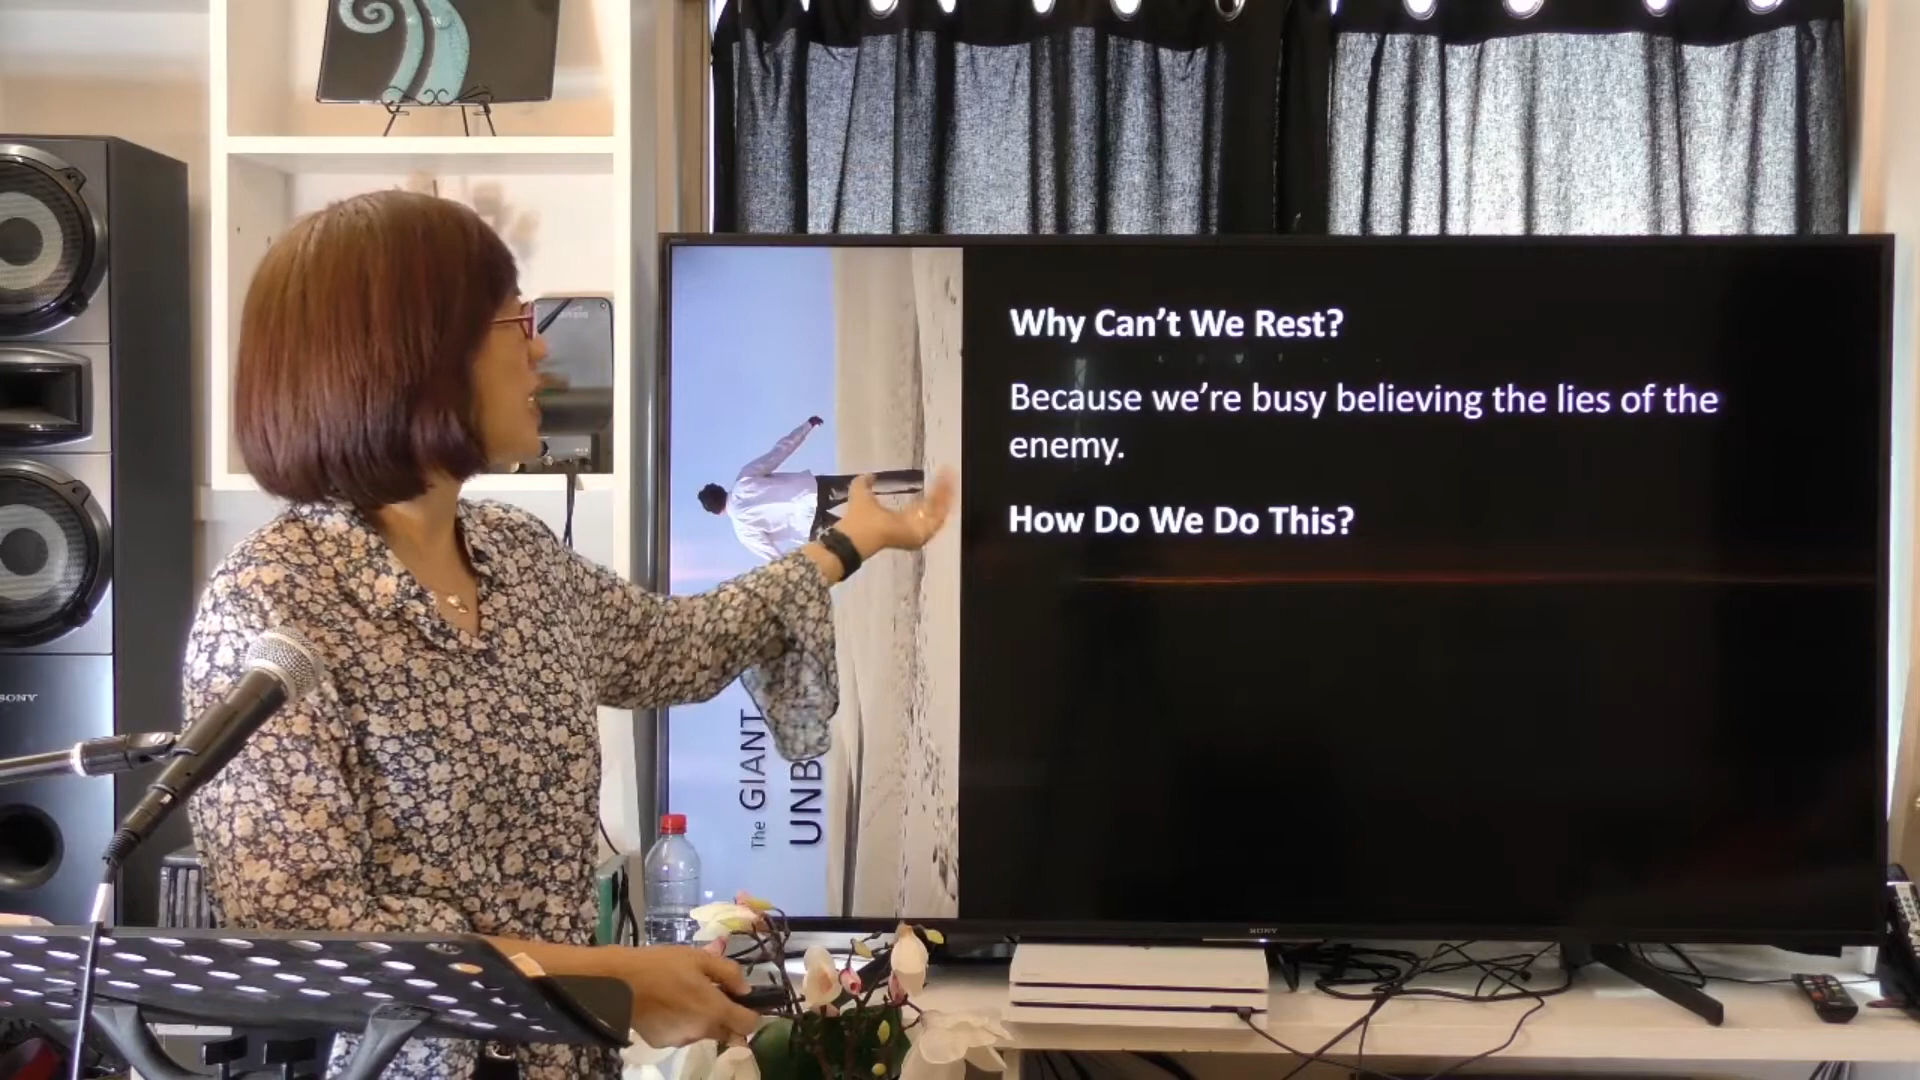 Why Can't We Rest?
Because we're busy believing the lies of the
enemy.
How Do We Do This?
The GIANT
SONY
SONY